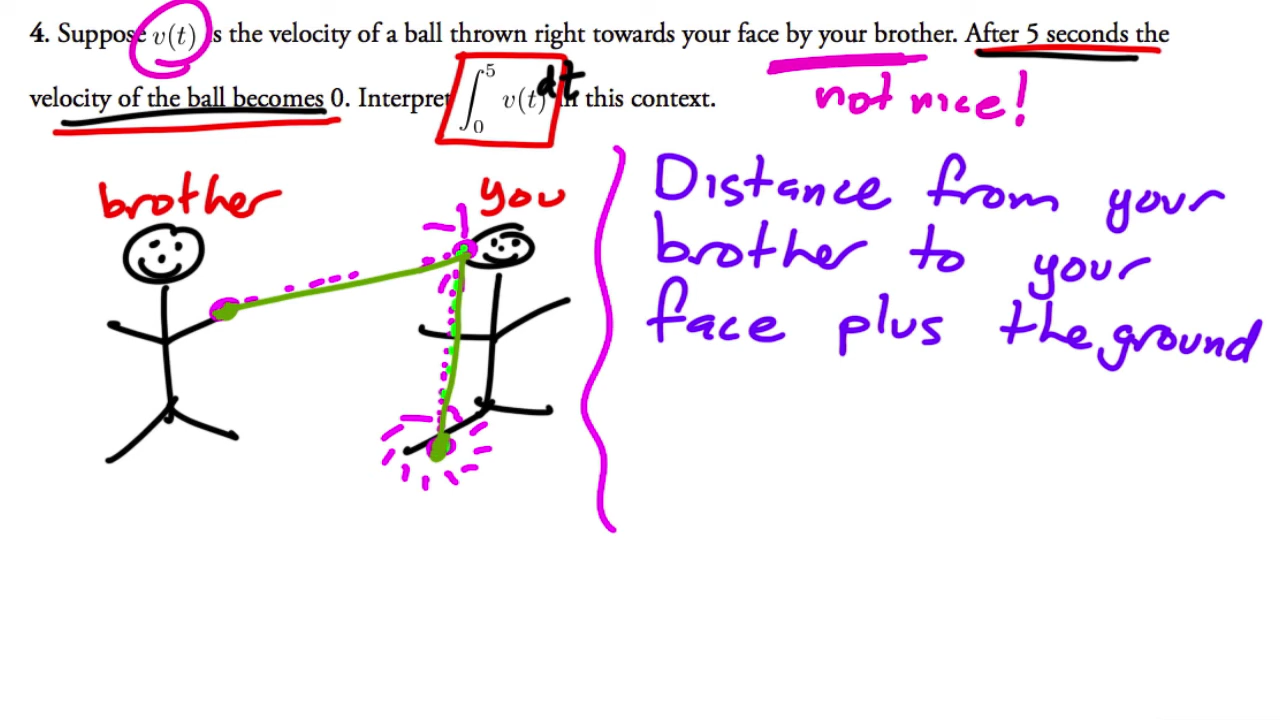 4. Suppose v(t) is the velocity of a ball thrown right towards your face by your brother. After 5 seconds the
velocity of the ball becomes 0. Interpret ∫₀⁵ v(t) dt in this context.
not nice!
brother
you
Distance from your
brother to your
face plus the ground